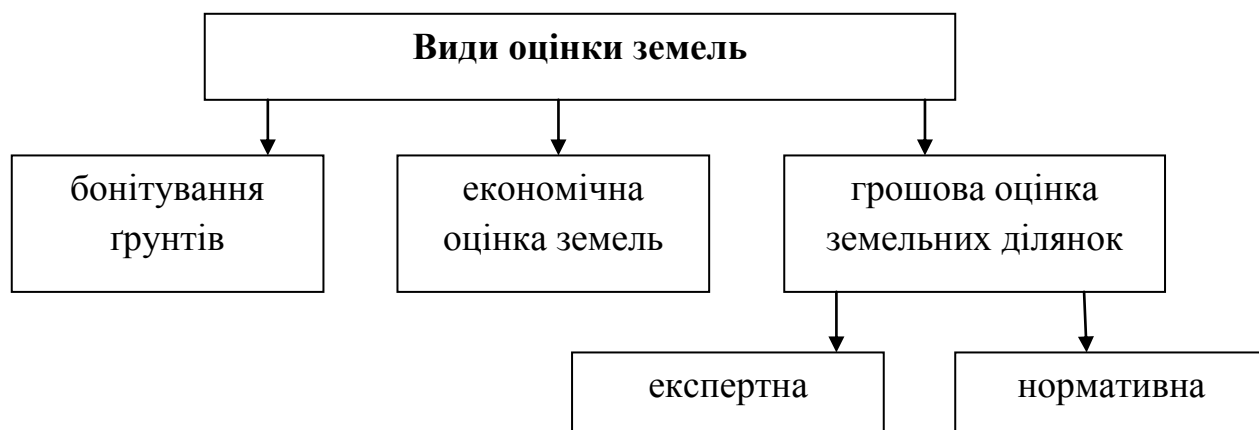 Види оцінки земель
бонітування
ґрунтів
економічна
оцінка земель
грошова оцінка
земельних ділянок
експертна
нормативна